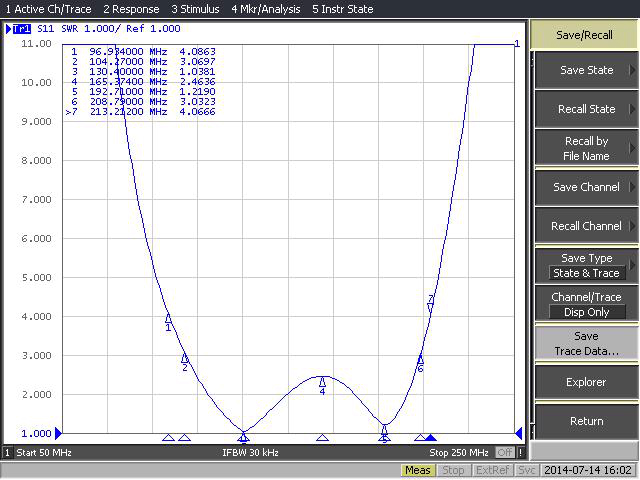 1 Active Ch/Trace 2 Response 3 Stimulus 4 Mkr/Analysis 5 Instr State
Tr1 S11 SWR 1.000/ Ref 1.000
11.00
10.00
9.000
8.000
7.000
6.000
5.000
4.000
3.000
2.000
1.000
1 96.934000 MHz 4.0863
2 104.27000 MHz 3.0697
3 130.40000 MHz 1.0381
4 165.37400 MHz 2.4636
5 192.71000 MHz 1.2190
6 208.79000 MHz 3.0323
>7 213.21200 MHz 4.0666
1
1
2
4
6
7
Save/Recall
Save State
Recall State
Recall by
File Name
Save Channel
Recall Channel
Save Type
State & Trace
Channel/Trace
Disp Only
Save
Trace Data...
Explorer
Return
1 Start 50 MHz IFBW 30 kHz Stop 250 MHz Off !
Meas Stop ExtRef Svc 2014-07-14 16:02